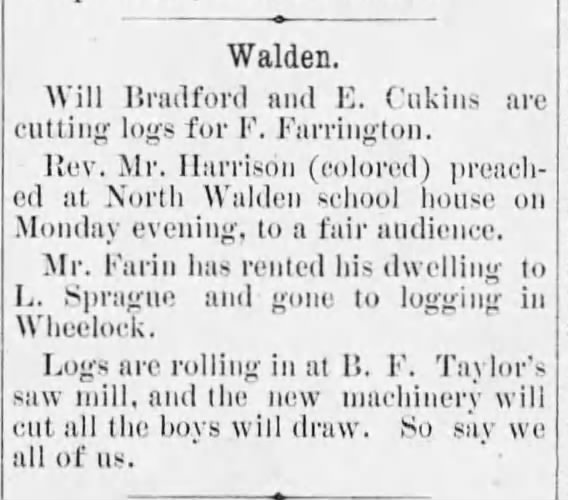 Walden.
Will Bradford and E. Cukins are
cutting logs for F. Farrington.
Rev. Mr. Harrison (colored) preach-
ed at North Walden school house on
Monday evening, to a fair audience.
Mr. Farin has rented his dwelling to
L. Sprague and gone to logging in
Wheelock.
Logs are rolling in at B. F. Taylor's
saw mill, and the new machinery will
cut all the boys will draw. So say we
all of us.